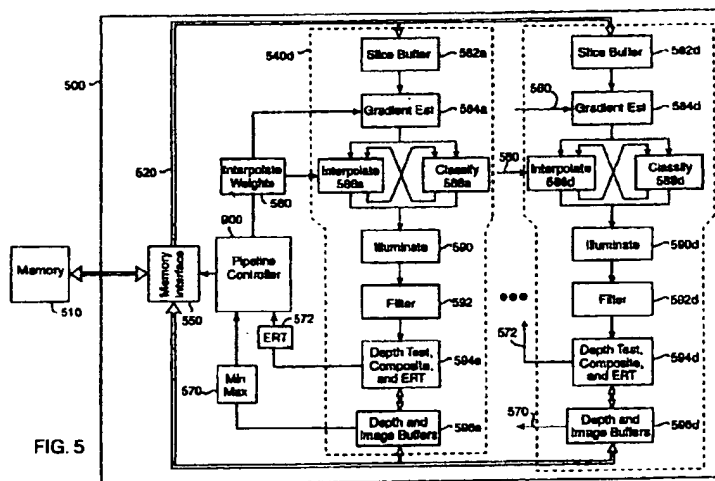 500
520
540d
Slice Buffer
582a
Gradient Est
584a
Interpolate
Weights
560
Interpolate
586a
Classify
588a
Illuminate
590
Filter
592
Depth Test,
Composite,
and ERT
594a
Depth and
Image Buffers
596a
Memory
510
Memory
Interface
550
900
Pipeline
Controller
ERT
572
Min
Max
570
Slice Buffer
582d
560
Gradient Est
584d
560
Interpolate
586d
Classify
588d
Illuminate
590d
Filter
592d
572
Depth Test,
Composite,
and ERT
594d
570
Depth and
Image Buffers
596d
FIG. 5